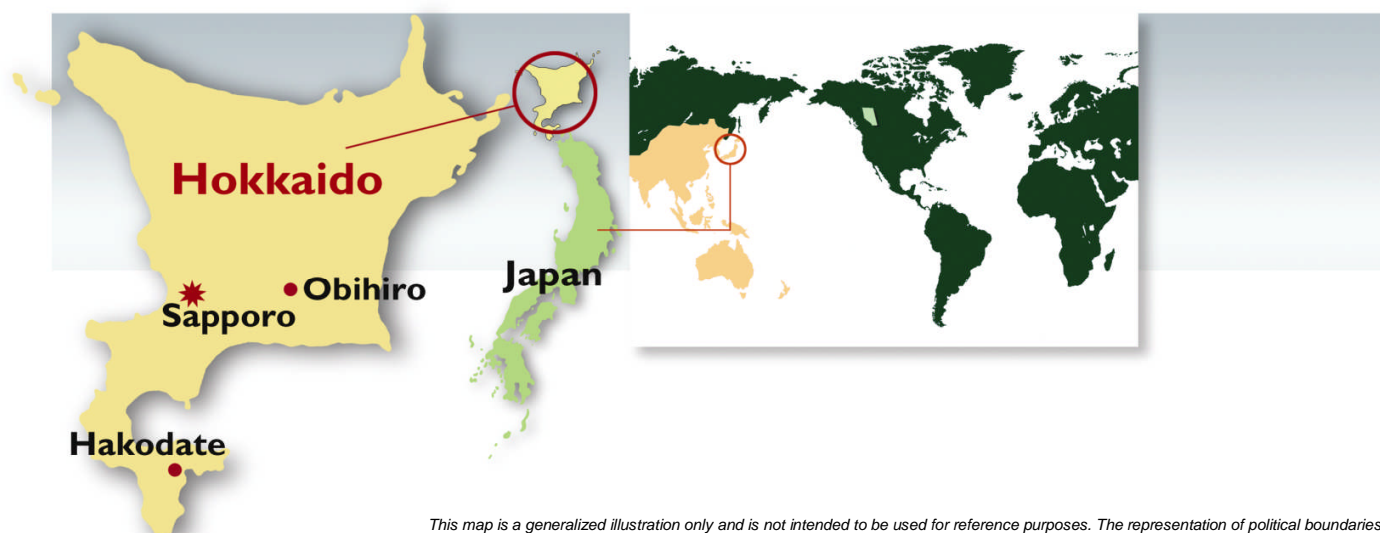 Hokkaido
Japan
Obihiro
Sapporo
Hakodate
This map is a generalized illustration only and is not intended to be used for reference purposes. The representation of political boundaries